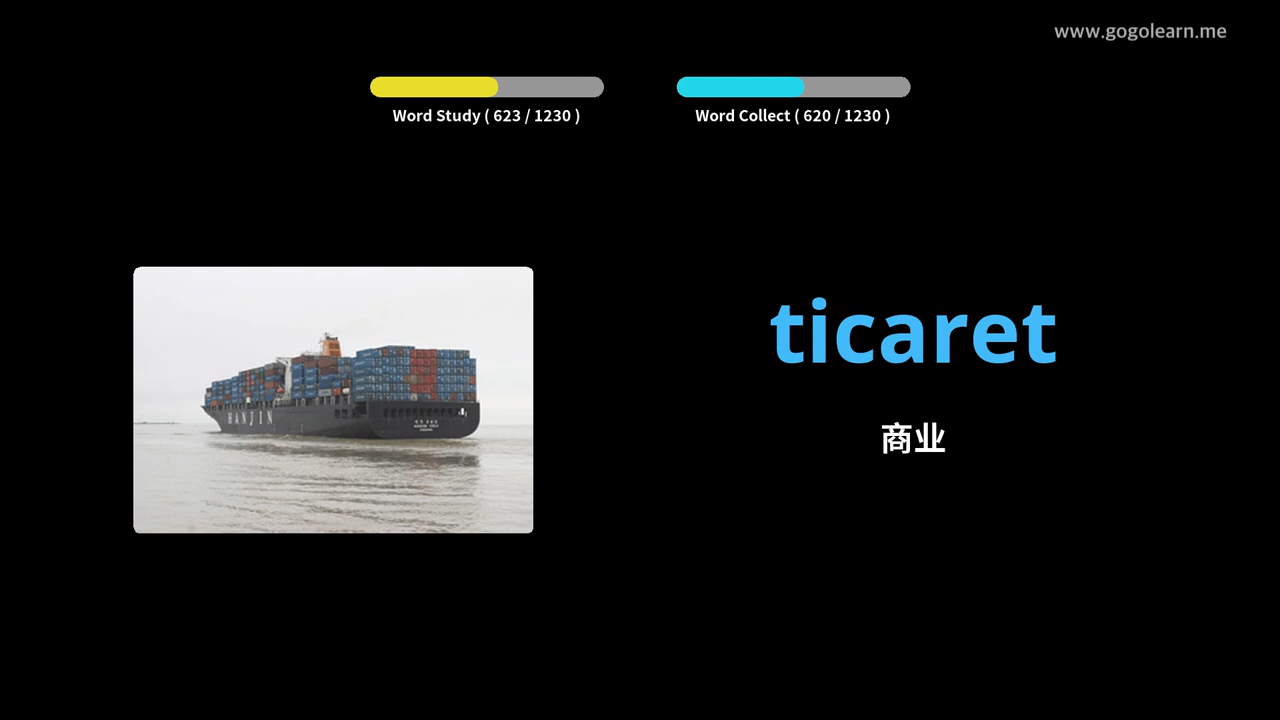 www.gogolearn.me
Word Study ( 623 / 1230 )
Word Collect ( 620 / 1230 )
ticaret
商业
HANJIN